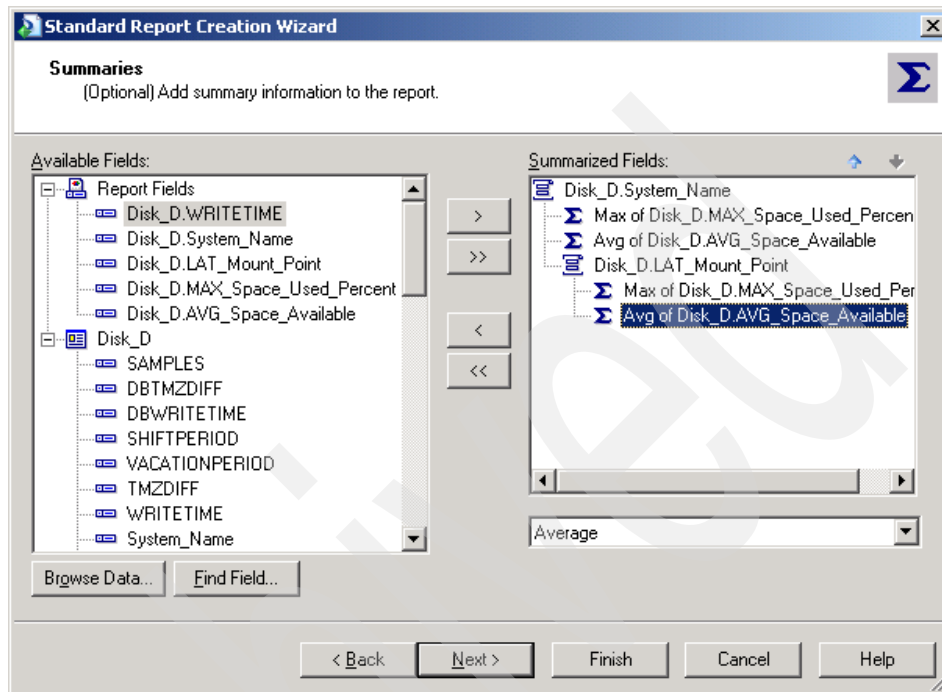 Standard Report Creation Wizard
Summaries
(Optional) Add summary information to the report.
Σ
Available Fields:
Report Fields
Disk_D.WRITETIME
Disk_D.System_Name
Disk_D.LAT_Mount_Point
Disk_D.MAX_Space_Used_Percent
Disk_D.AVG_Space_Available
Disk_D
SAMPLES
DBTMZDIFF
DBWRITETIME
SHIFTPERIOD
VACATIONPERIOD
TMZDIFF
WRITETIME
System_Name
Browse Data...
Find Field...
>
>>
<
<<
Summarized Fields:
Disk_D.System_Name
Σ Max of Disk_D.MAX_Space_Used_Percen
Σ Avg of Disk_D.AVG_Space_Available
Disk_D.LAT_Mount_Point
Σ Max of Disk_D.MAX_Space_Used_Per
Σ Avg of Disk_D.AVG_Space_Available
Average
< Back
Next >
Finish
Cancel
Help